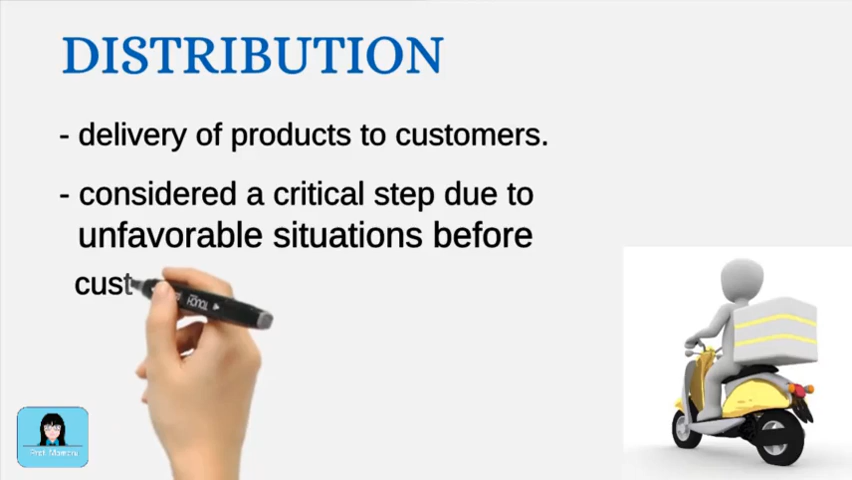 DISTRIBUTION
- delivery of products to customers.
- considered a critical step due to
unfavorable situations before
cust